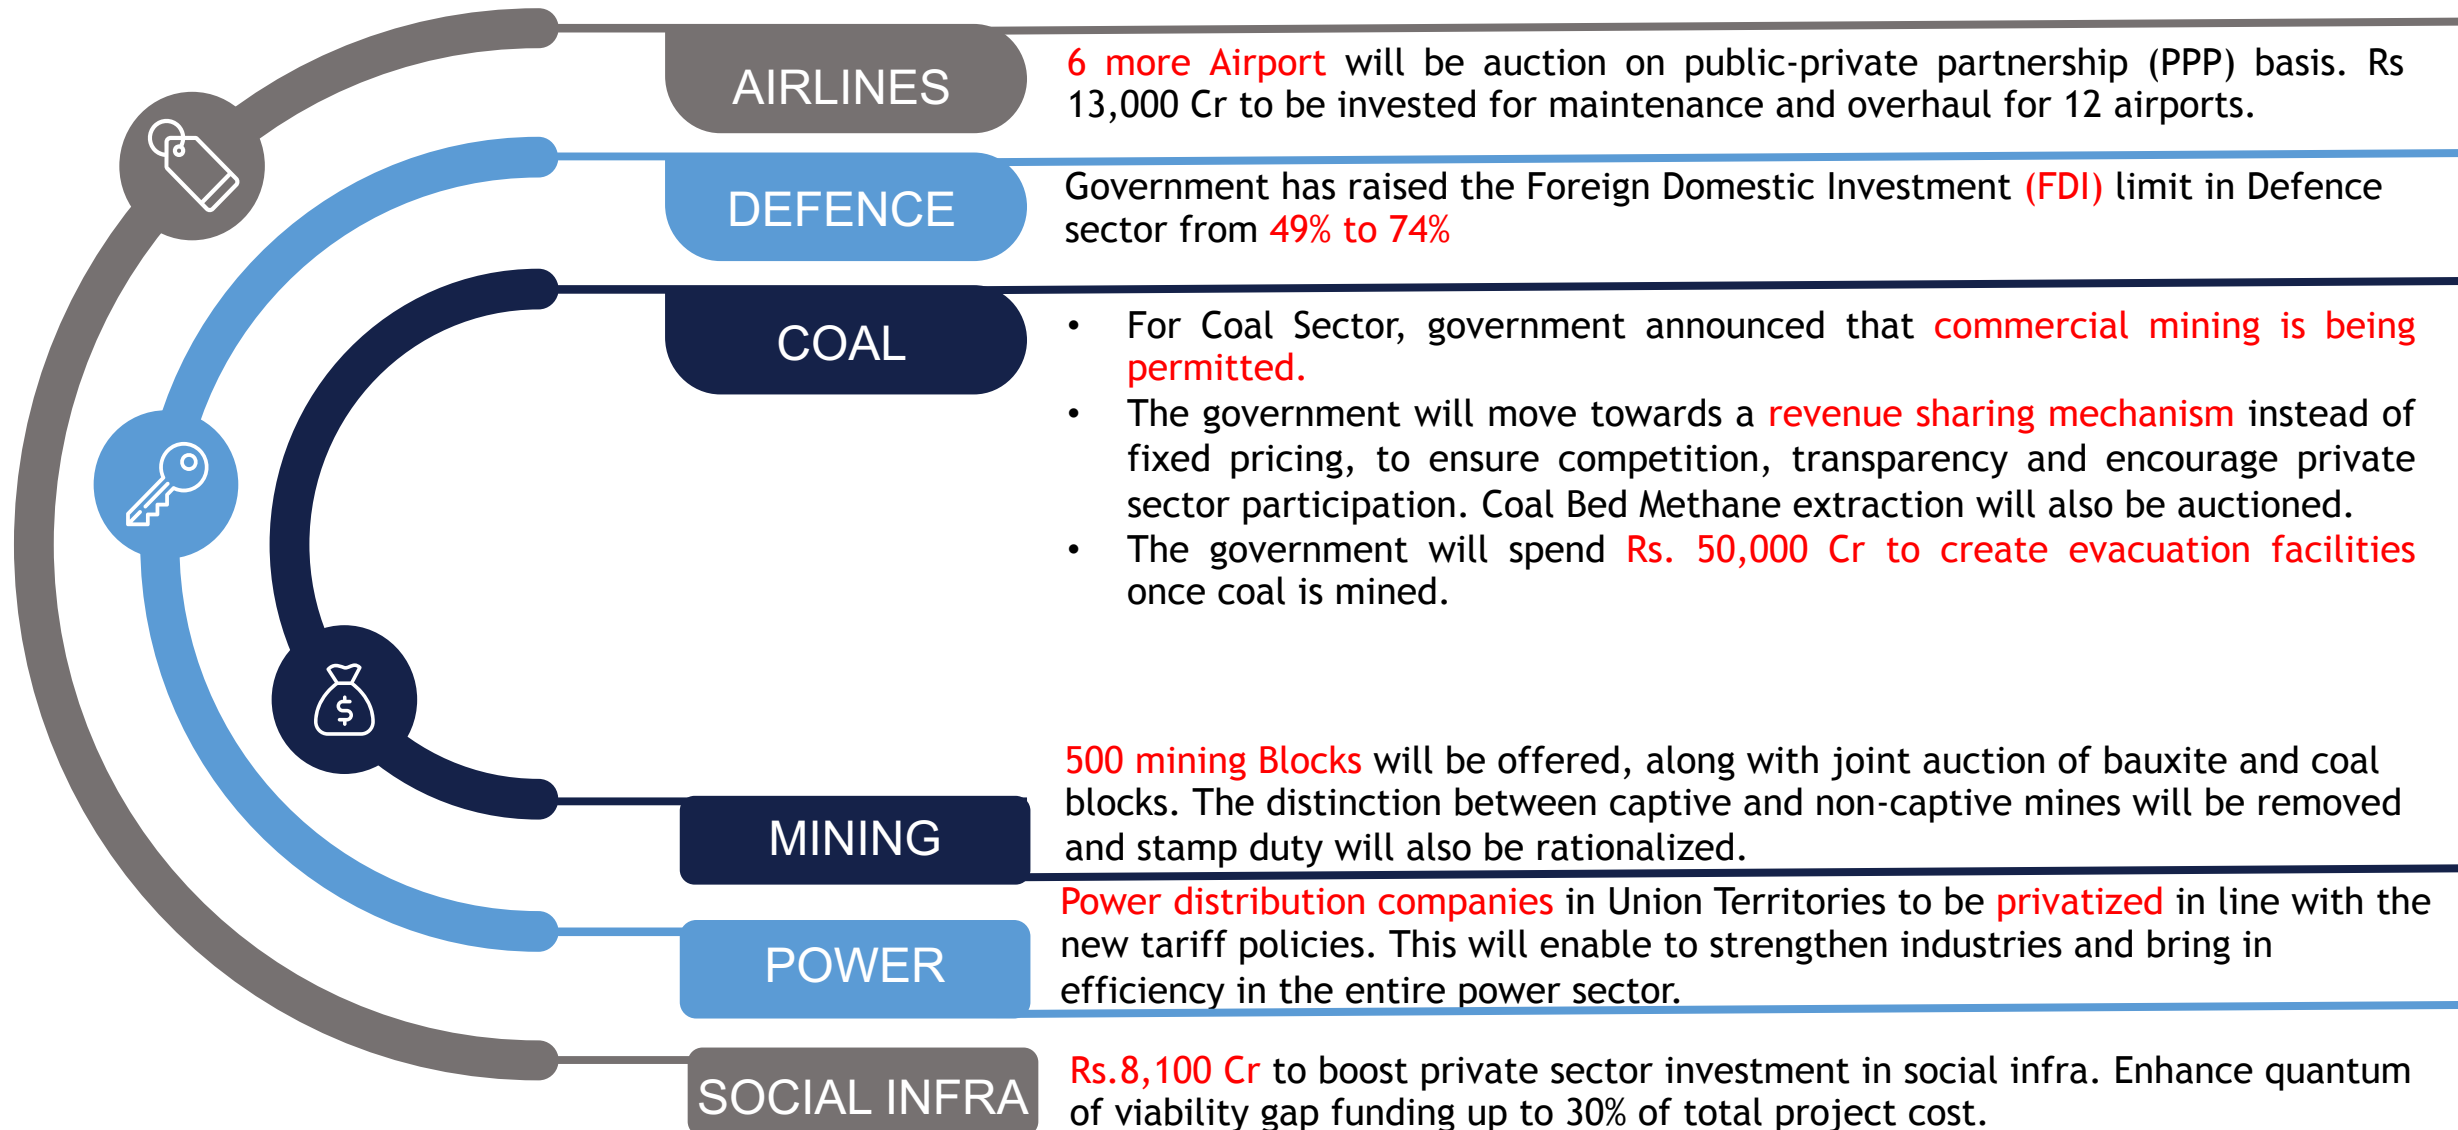 AIRLINES
6 more Airport will be auction on public-private partnership (PPP) basis. Rs
13,000 Cr to be invested for maintenance and overhaul for 12 airports.
DEFENCE
Government has raised the Foreign Domestic Investment (FDI) limit in Defence
sector from 49% to 74%
COAL
• For Coal Sector, government announced that commercial mining is being
permitted.
• The government will move towards a revenue sharing mechanism instead of
fixed pricing, to ensure competition, transparency and encourage private
sector participation. Coal Bed Methane extraction will also be auctioned.
• The government will spend Rs. 50,000 Cr to create evacuation facilities
once coal is mined.
$
MINING
500 mining Blocks will be offered, along with joint auction of bauxite and coal
blocks. The distinction between captive and non-captive mines will be removed
and stamp duty will also be rationalized.
POWER
Power distribution companies in Union Territories to be privatized in line with the
new tariff policies. This will enable to strengthen industries and bring in
efficiency in the entire power sector.
SOCIAL INFRA
Rs.8,100 Cr to boost private sector investment in social infra. Enhance quantum
of viability gap funding up to 30% of total project cost.